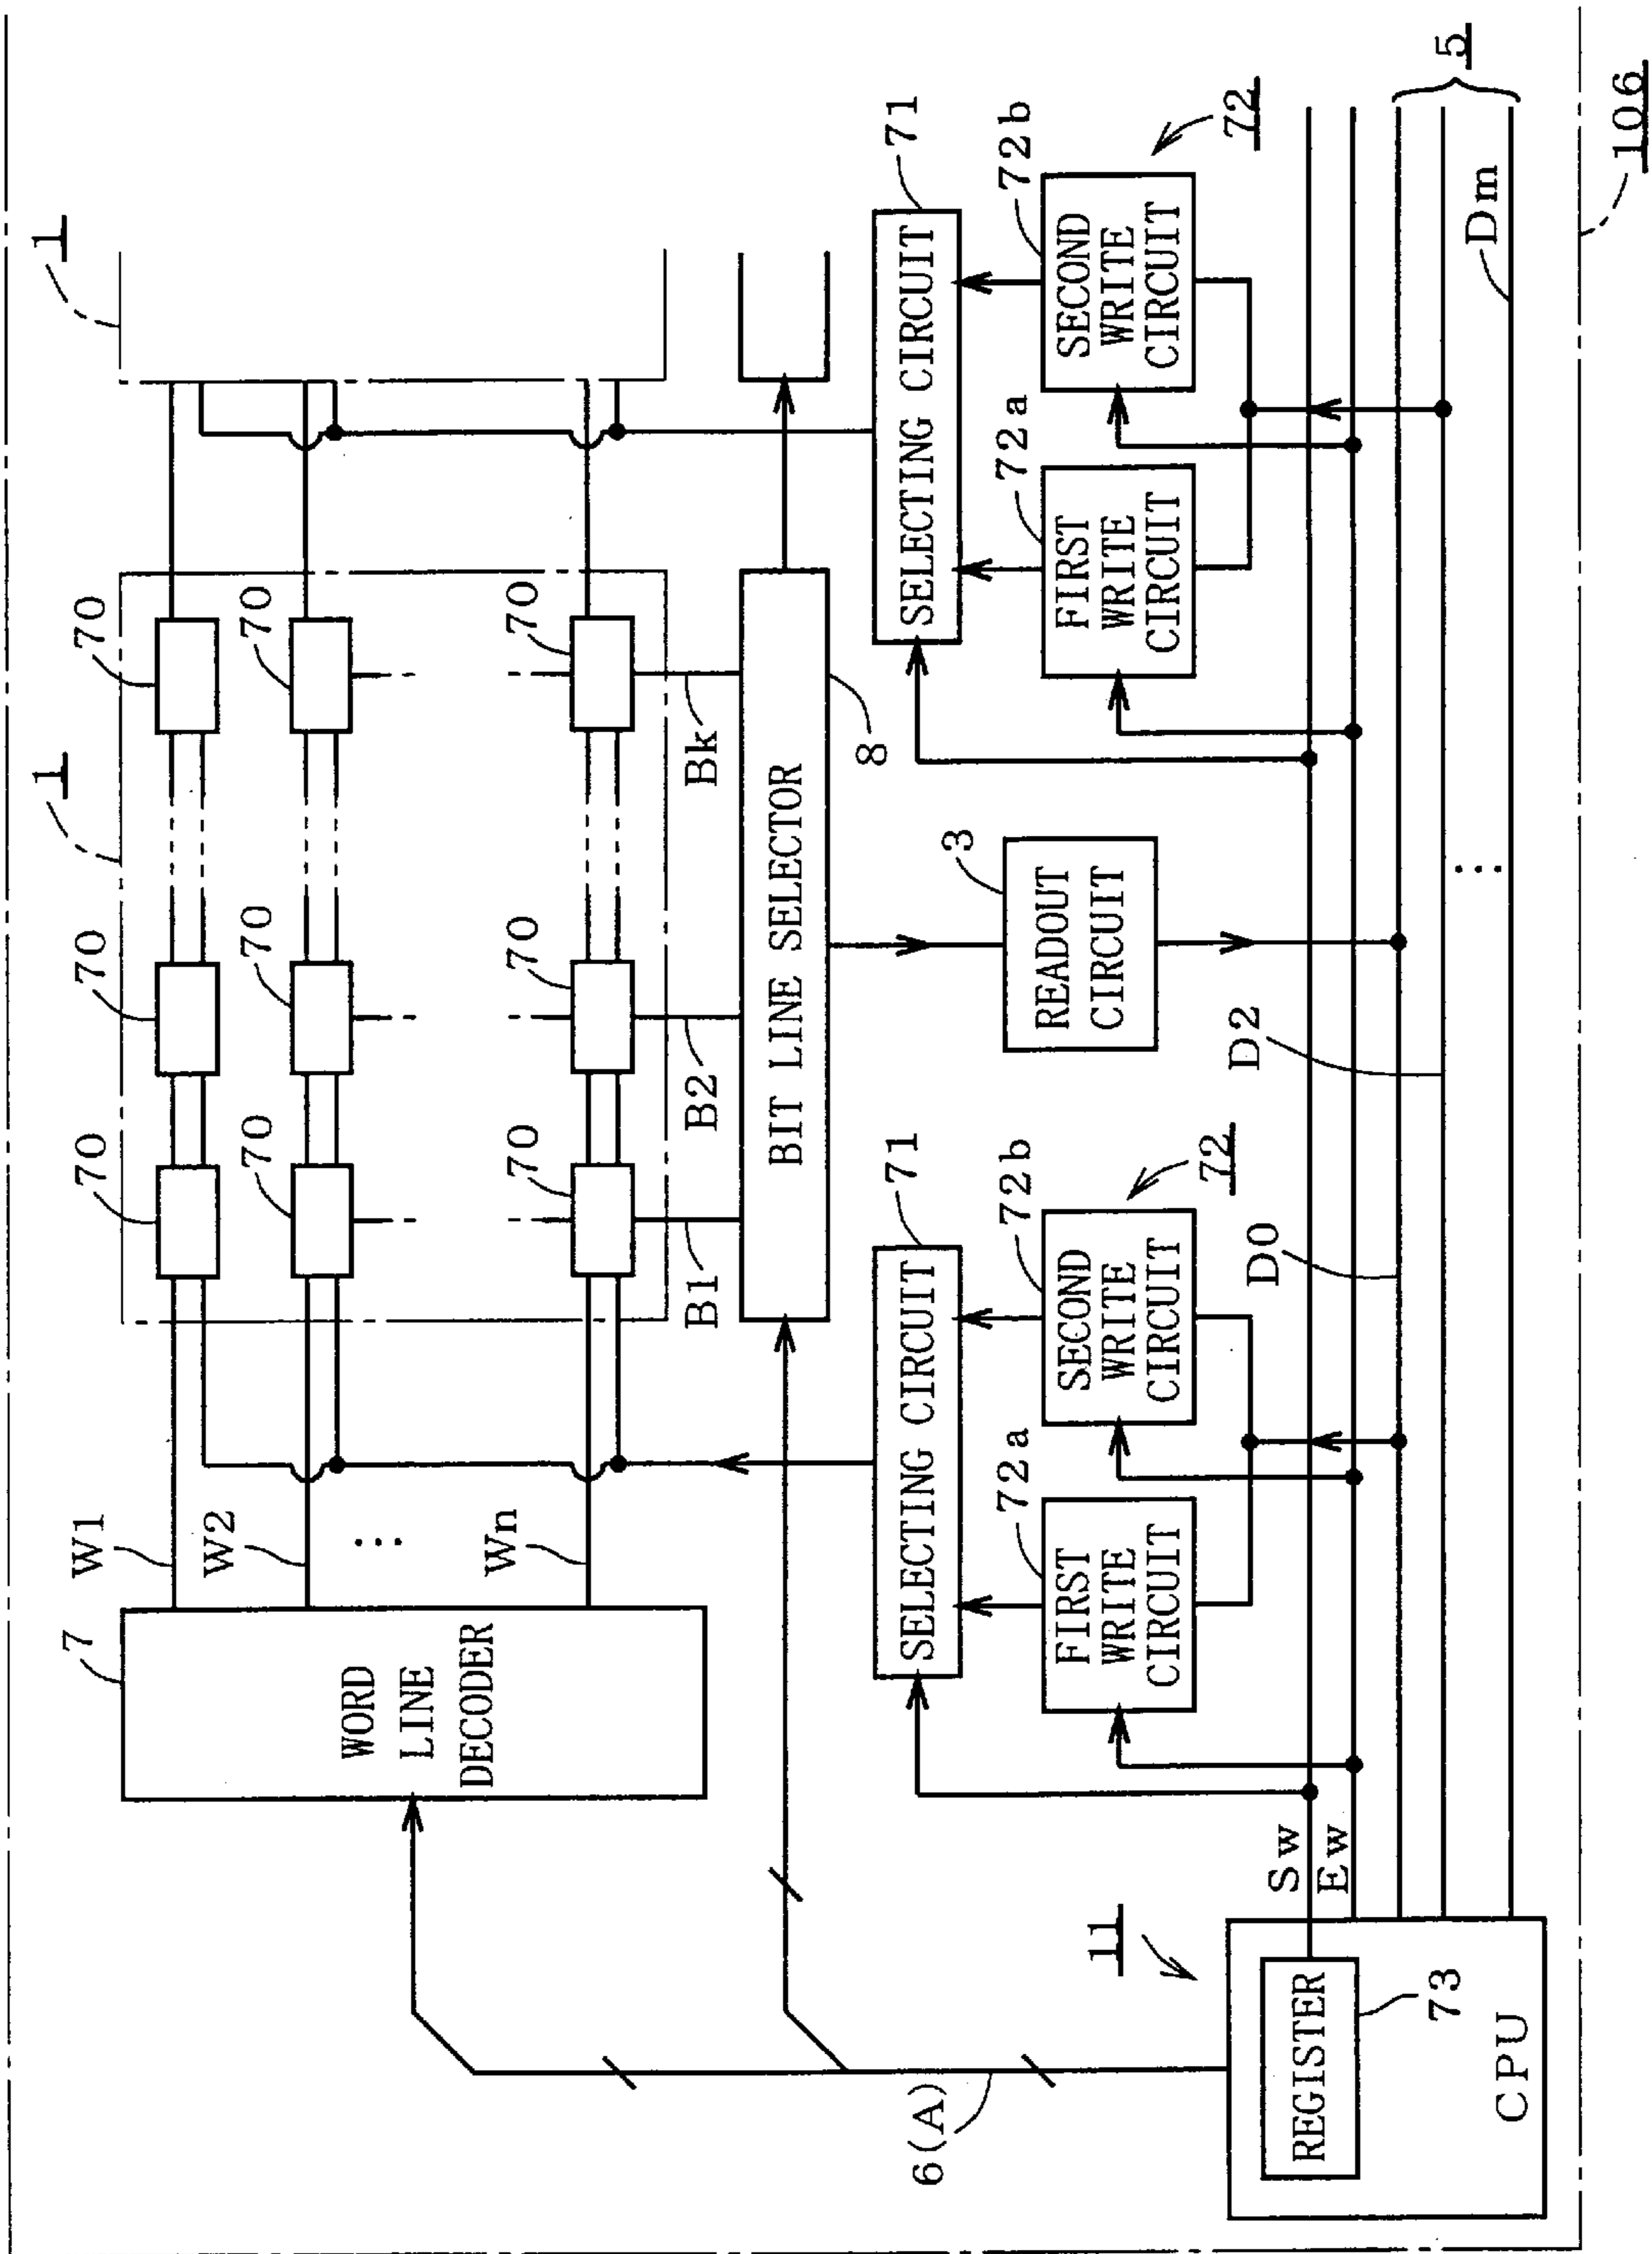 1
1
70
70
70
70
70
70
70
70
70
7
WORD
LINE
DECODER
W1
W2
⋮
Wn
B1
B2
Bk
BIT LINE SELECTOR
8
SELECTING CIRCUIT
71
SELECTING CIRCUIT
71
FIRST
WRITE
CIRCUIT
72a
SECOND
WRITE
CIRCUIT
72b
72
READOUT
CIRCUIT
3
FIRST
WRITE
CIRCUIT
72a
SECOND
WRITE
CIRCUIT
72b
72
6(A)
11
REGISTER
73
CPU
Sw
Ew
D0
D2
⋮
Dm
5
106